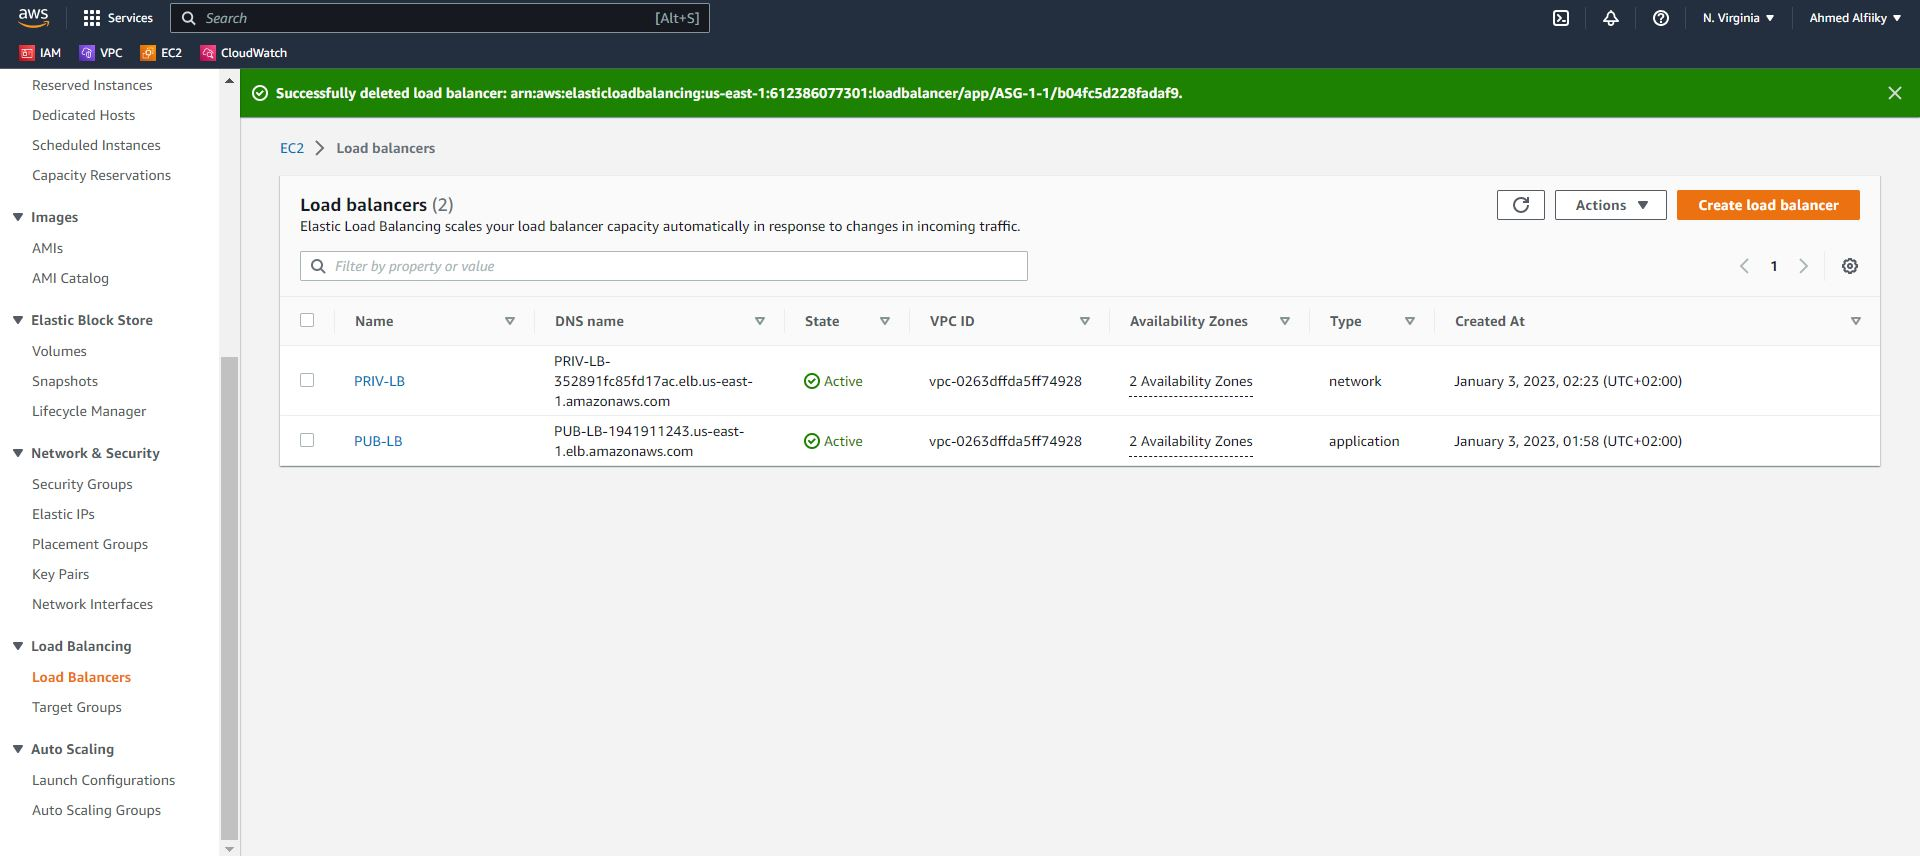 aws
Services
Search [Alt+S]
N. Virginia
Ahmed Alfiiky
IAM VPC EC2 CloudWatch
Reserved Instances
Dedicated Hosts
Scheduled Instances
Capacity Reservations
Images
AMIs
AMI Catalog
Elastic Block Store
Volumes
Snapshots
Lifecycle Manager
Network & Security
Security Groups
Elastic IPs
Placement Groups
Key Pairs
Network Interfaces
Load Balancing
Load Balancers
Target Groups
Auto Scaling
Launch Configurations
Auto Scaling Groups
Successfully deleted load balancer: arn:aws:elasticloadbalancing:us-east-1:612386077301:loadbalancer/app/ASG-1-1/b04fc5d228fadaf9.
EC2 Load balancers
Load balancers (2)
Elastic Load Balancing scales your load balancer capacity automatically in response to changes in incoming traffic.
Actions
Create load balancer
Filter by property or value
1
Name DNS name State VPC ID Availability Zones Type Created At
PRIV-LB
PRIV-LB-
352891fc85fd17ac.elb.us-east-
1.amazonaws.com
Active
vpc-0263dffda5ff74928
2 Availability Zones
network
January 3, 2023, 02:23 (UTC+02:00)
PUB-LB
PUB-LB-1941911243.us-east-
1.elb.amazonaws.com
Active
vpc-0263dffda5ff74928
2 Availability Zones
application
January 3, 2023, 01:58 (UTC+02:00)